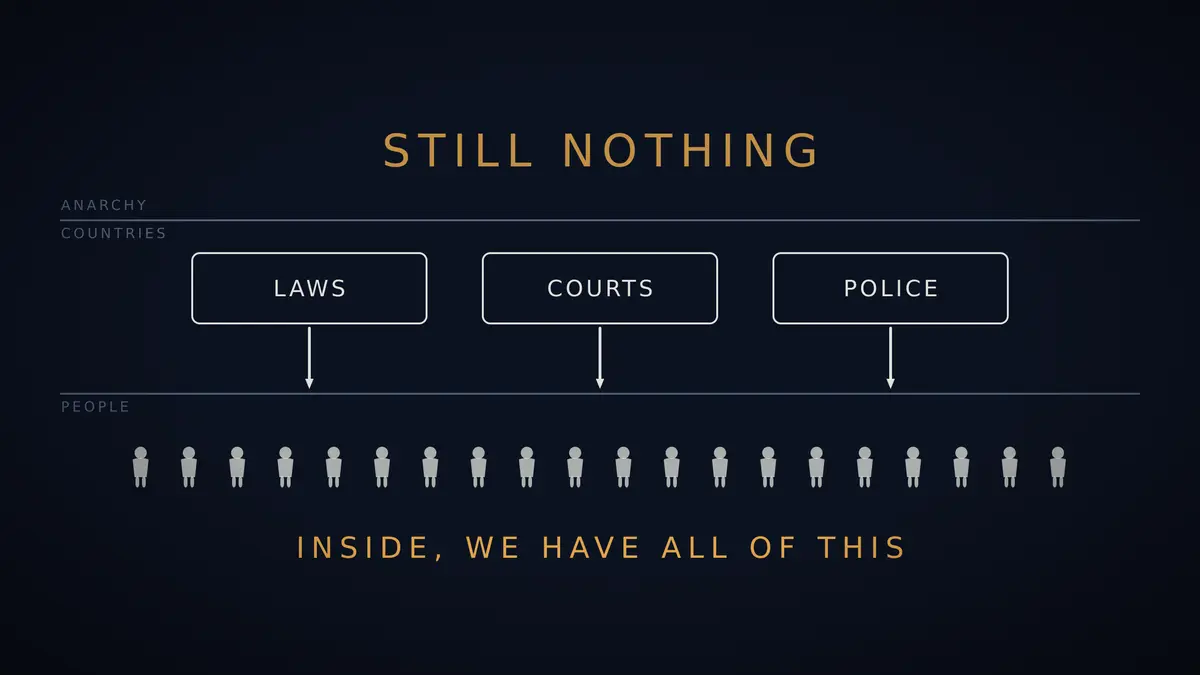 STILL NOTHING
ANARCHY
COUNTRIES
LAWS
COURTS
POLICE
PEOPLE
INSIDE, WE HAVE ALL OF THIS